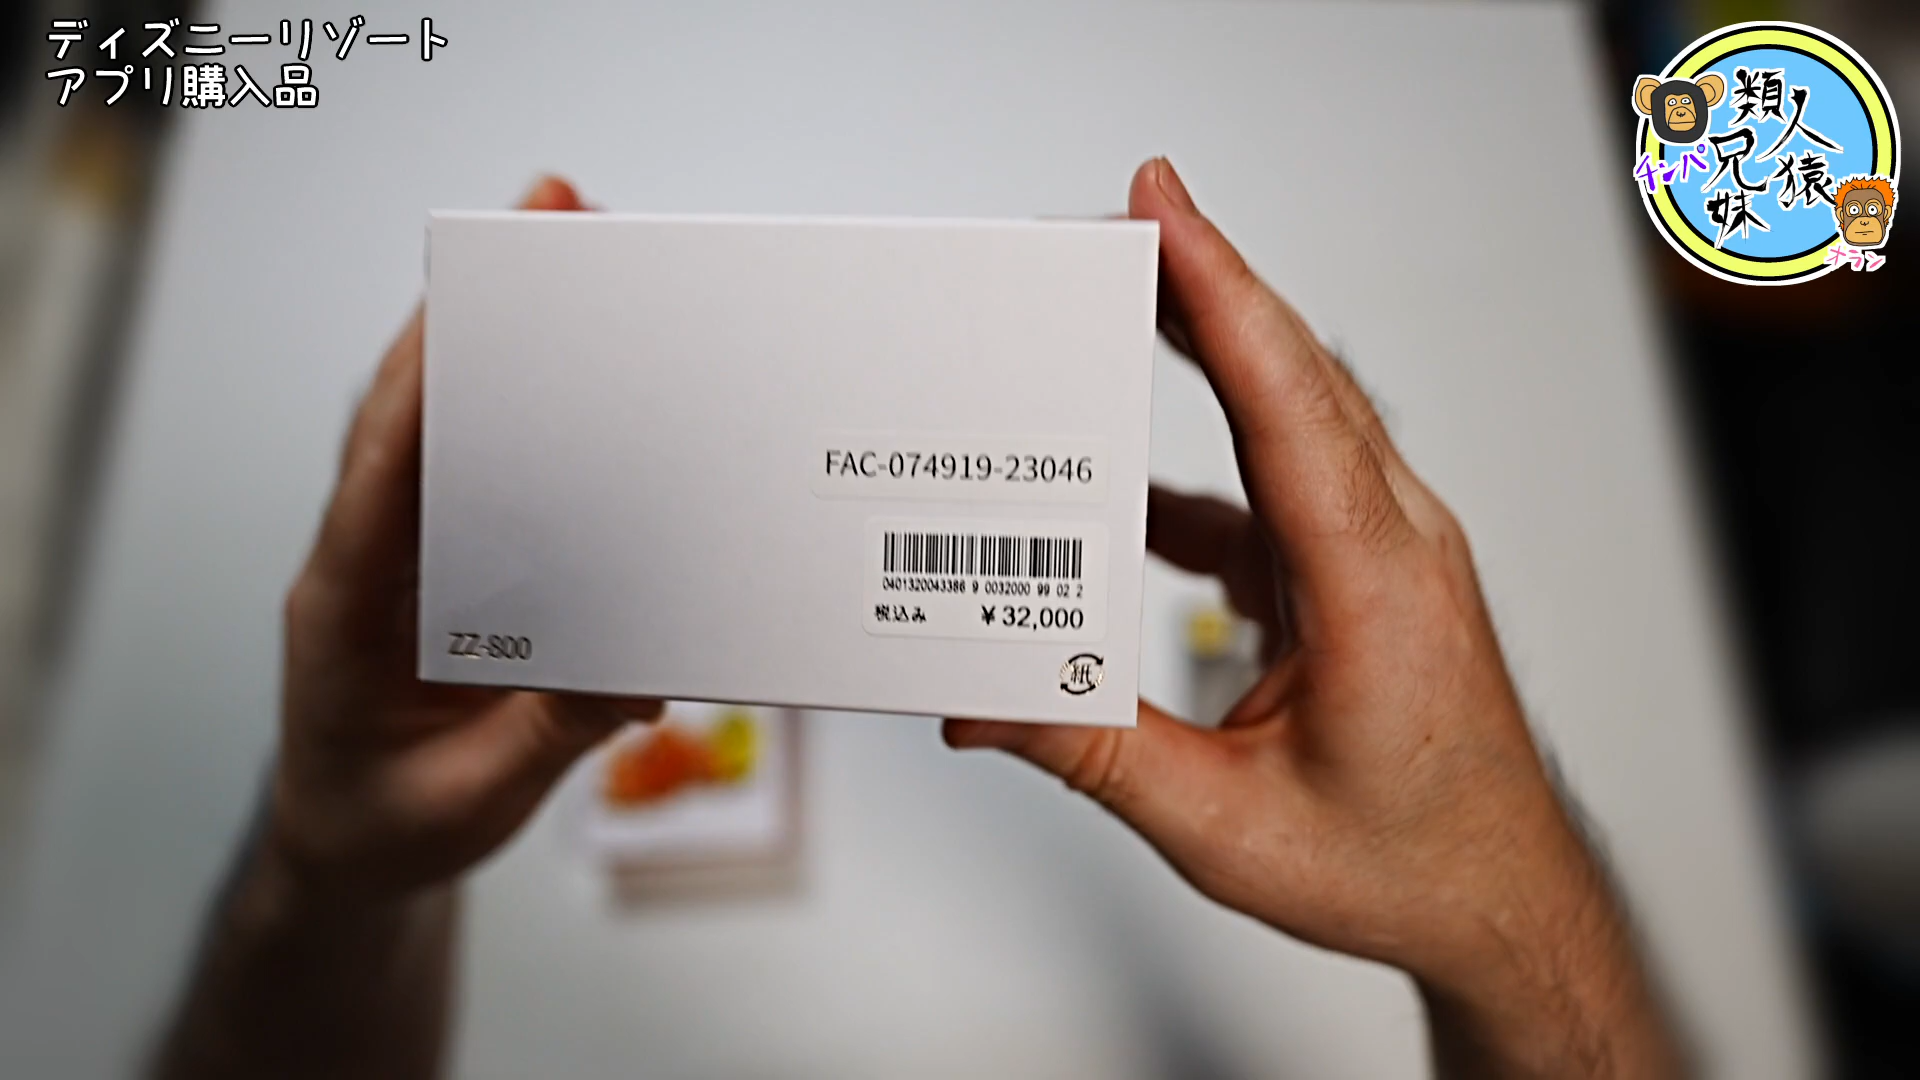 ディズニーリゾート
アプリ購入品
類人猿
兄妹
チンパ
オラン
FAC-074919-23046
0401320043386 9 0032000 99 02 2
税込み ¥32,000
ZZ-800
紙